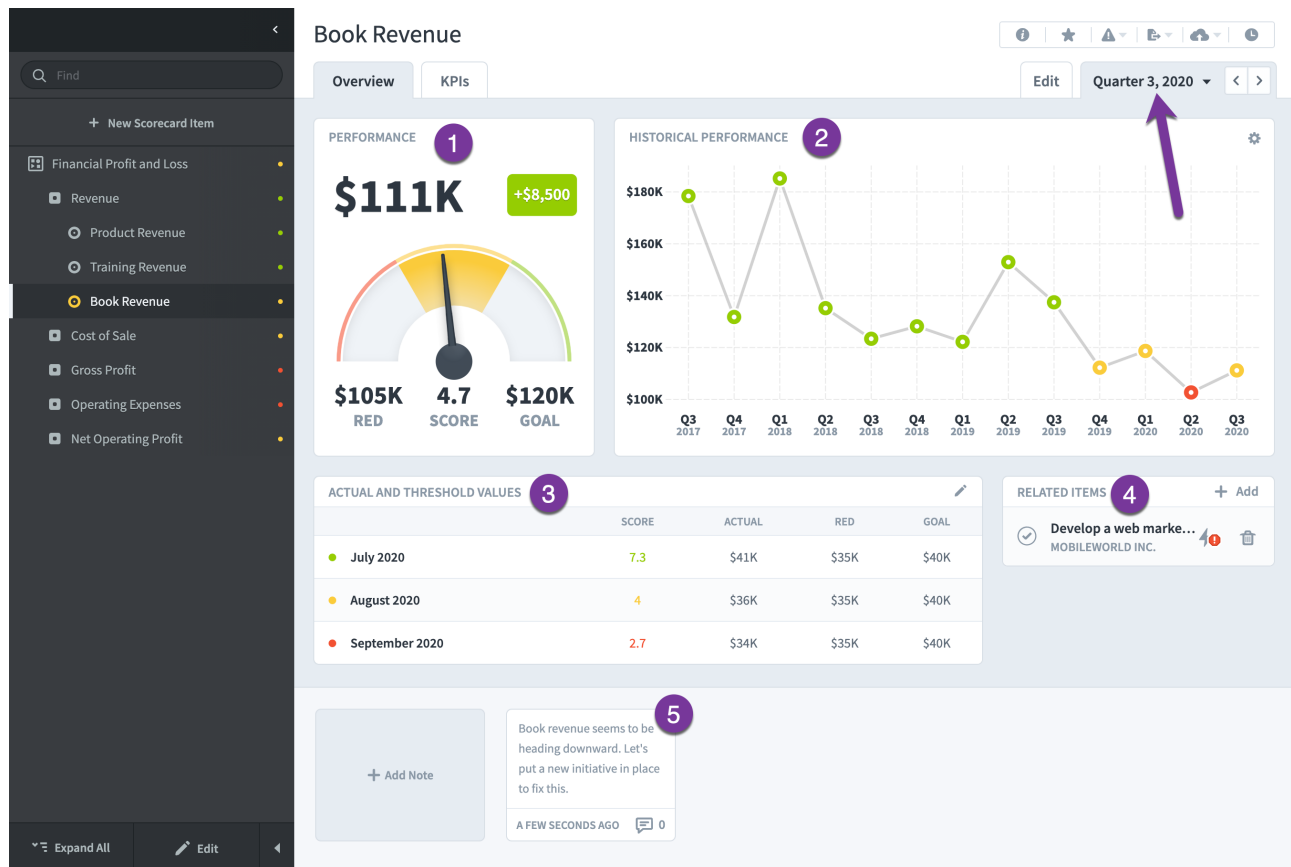 Find
+ New Scorecard Item
Financial Profit and Loss
Revenue
Product Revenue
Training Revenue
Book Revenue
Cost of Sale
Gross Profit
Operating Expenses
Net Operating Profit
Expand All
Edit
Book Revenue
Overview
KPIs
Edit
Quarter 3, 2020
PERFORMANCE
1
$111K
+$8,500
$105K
RED
4.7
SCORE
$120K
GOAL
HISTORICAL PERFORMANCE
2
$180K
$160K
$140K
$120K
$100K
Q3 Q4 Q1 Q2 Q3 Q4 Q1 Q2 Q3 Q4 Q1 Q2 Q3
2017 2017 2018 2018 2018 2018 2019 2019 2019 2019 2020 2020 2020
ACTUAL AND THRESHOLD VALUES
3
SCORE ACTUAL RED GOAL
July 2020 7.3 $41K $35K $40K
August 2020 4 $36K $35K $40K
September 2020 2.7 $34K $35K $40K
RELATED ITEMS
4
+ Add
Develop a web marke...
MOBILEWORLD INC.
+ Add Note
5
Book revenue seems to be
heading downward. Let's
put a new initiative in place
to fix this.
A FEW SECONDS AGO 0